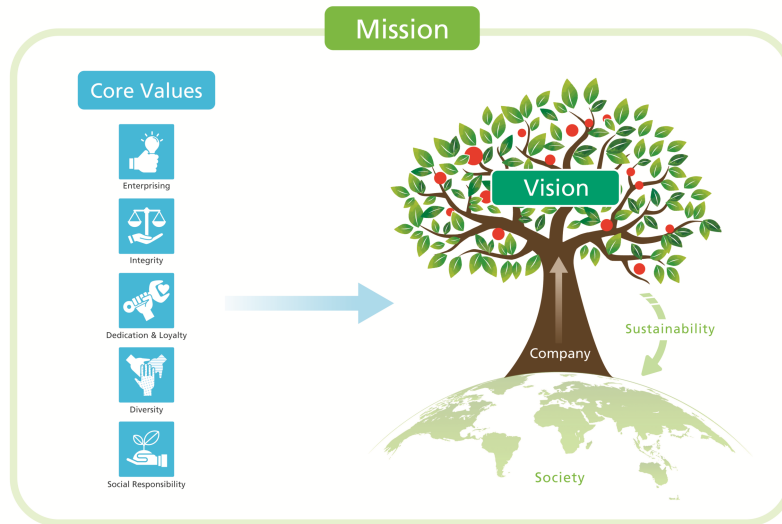 Mission
Core Values
Enterprising
Integrity
Dedication & Loyalty
Diversity
Social Responsibility
Vision
Company
Sustainability
Society